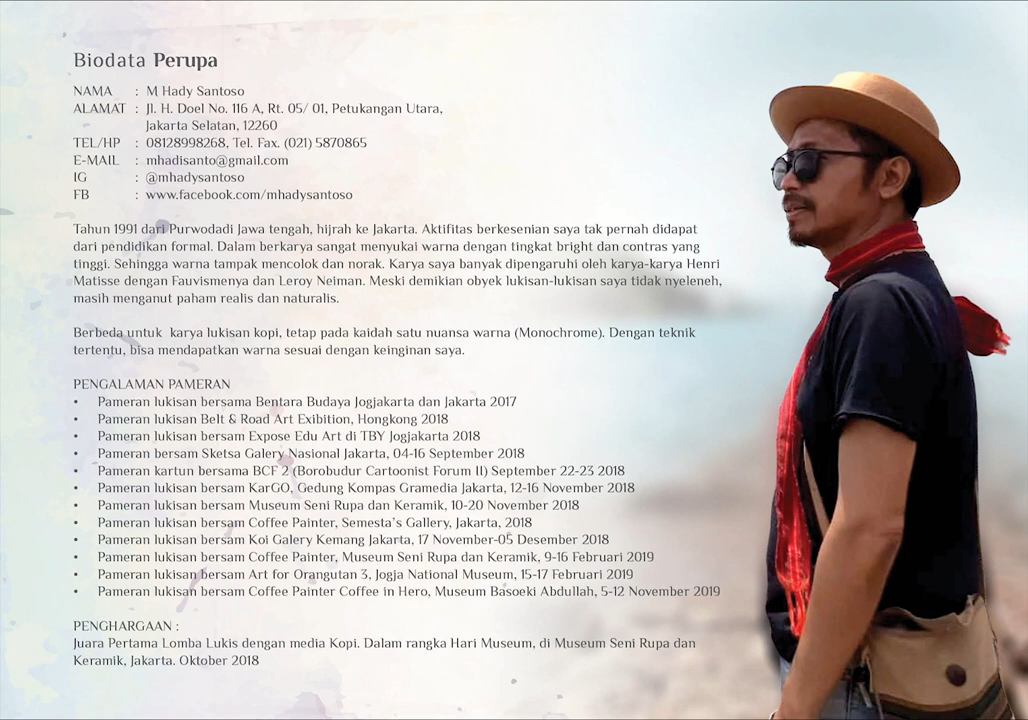 Biodata Perupa
NAMA : M Hady Santoso
ALAMAT : Jl. H. Doel No. 116 A, Rt. 05/ 01, Petukangan Utara,
Jakarta Selatan, 12260
TEL/HP : 08128998268, Tel. Fax. (021) 5870865
E-MAIL : mhadisanto@gmail.com
IG : @mhadysantoso
FB : www.facebook.com/mhadysantoso
Tahun 1991 dari Purwodadi Jawa tengah, hijrah ke Jakarta. Aktifitas berkesenian saya tak pernah didapat
dari pendidikan formal. Dalam berkarya sangat menyukai warna dengan tingkat bright dan contras yang
tinggi. Sehingga warna tampak mencolok dan norak. Karya saya banyak dipengaruhi oleh karya-karya Henri
Matisse dengan Fauvismenya dan Leroy Neiman. Meski demikian obyek lukisan-lukisan saya tidak nyeleneh,
masih menganut paham realis dan naturalis.
Berbeda untuk karya lukisan kopi, tetap pada kaidah satu nuansa warna (Monochrome). Dengan teknik
tertentu, bisa mendapatkan warna sesuai dengan keinginan saya.
PENGALAMAN PAMERAN
• Pameran lukisan bersama Bentara Budaya Jogjakarta dan Jakarta 2017
• Pameran lukisan Belt & Road Art Exibition, Hongkong 2018
• Pameran lukisan bersam Expose Edu Art di TBY Jogjakarta 2018
• Pameran bersam Sketsa Galery Nasional Jakarta, 04-16 September 2018
• Pameran kartun bersama BCF 2 (Borobudur Cartoonist Forum II) September 22-23 2018
• Pameran lukisan bersam KarGO, Gedung Kompas Gramedia Jakarta, 12-16 November 2018
• Pameran lukisan bersam Museum Seni Rupa dan Keramik, 10-20 November 2018
• Pameran lukisan bersam Coffee Painter, Semesta's Gallery, Jakarta, 2018
• Pameran lukisan bersam Koi Galery Kemang Jakarta, 17 November-05 Desember 2018
• Pameran lukisan bersam Coffee Painter, Museum Seni Rupa dan Keramik, 9-16 Februari 2019
• Pameran lukisan bersam Art for Orangutan 3, Jogja National Museum, 15-17 Februari 2019
• Pameran lukisan bersam Coffee Painter Coffee in Hero, Museum Basoeki Abdullah, 5-12 November 2019
PENGHARGAAN :
Juara Pertama Lomba Lukis dengan media Kopi. Dalam rangka Hari Museum, di Museum Seni Rupa dan
Keramik, Jakarta. Oktober 2018